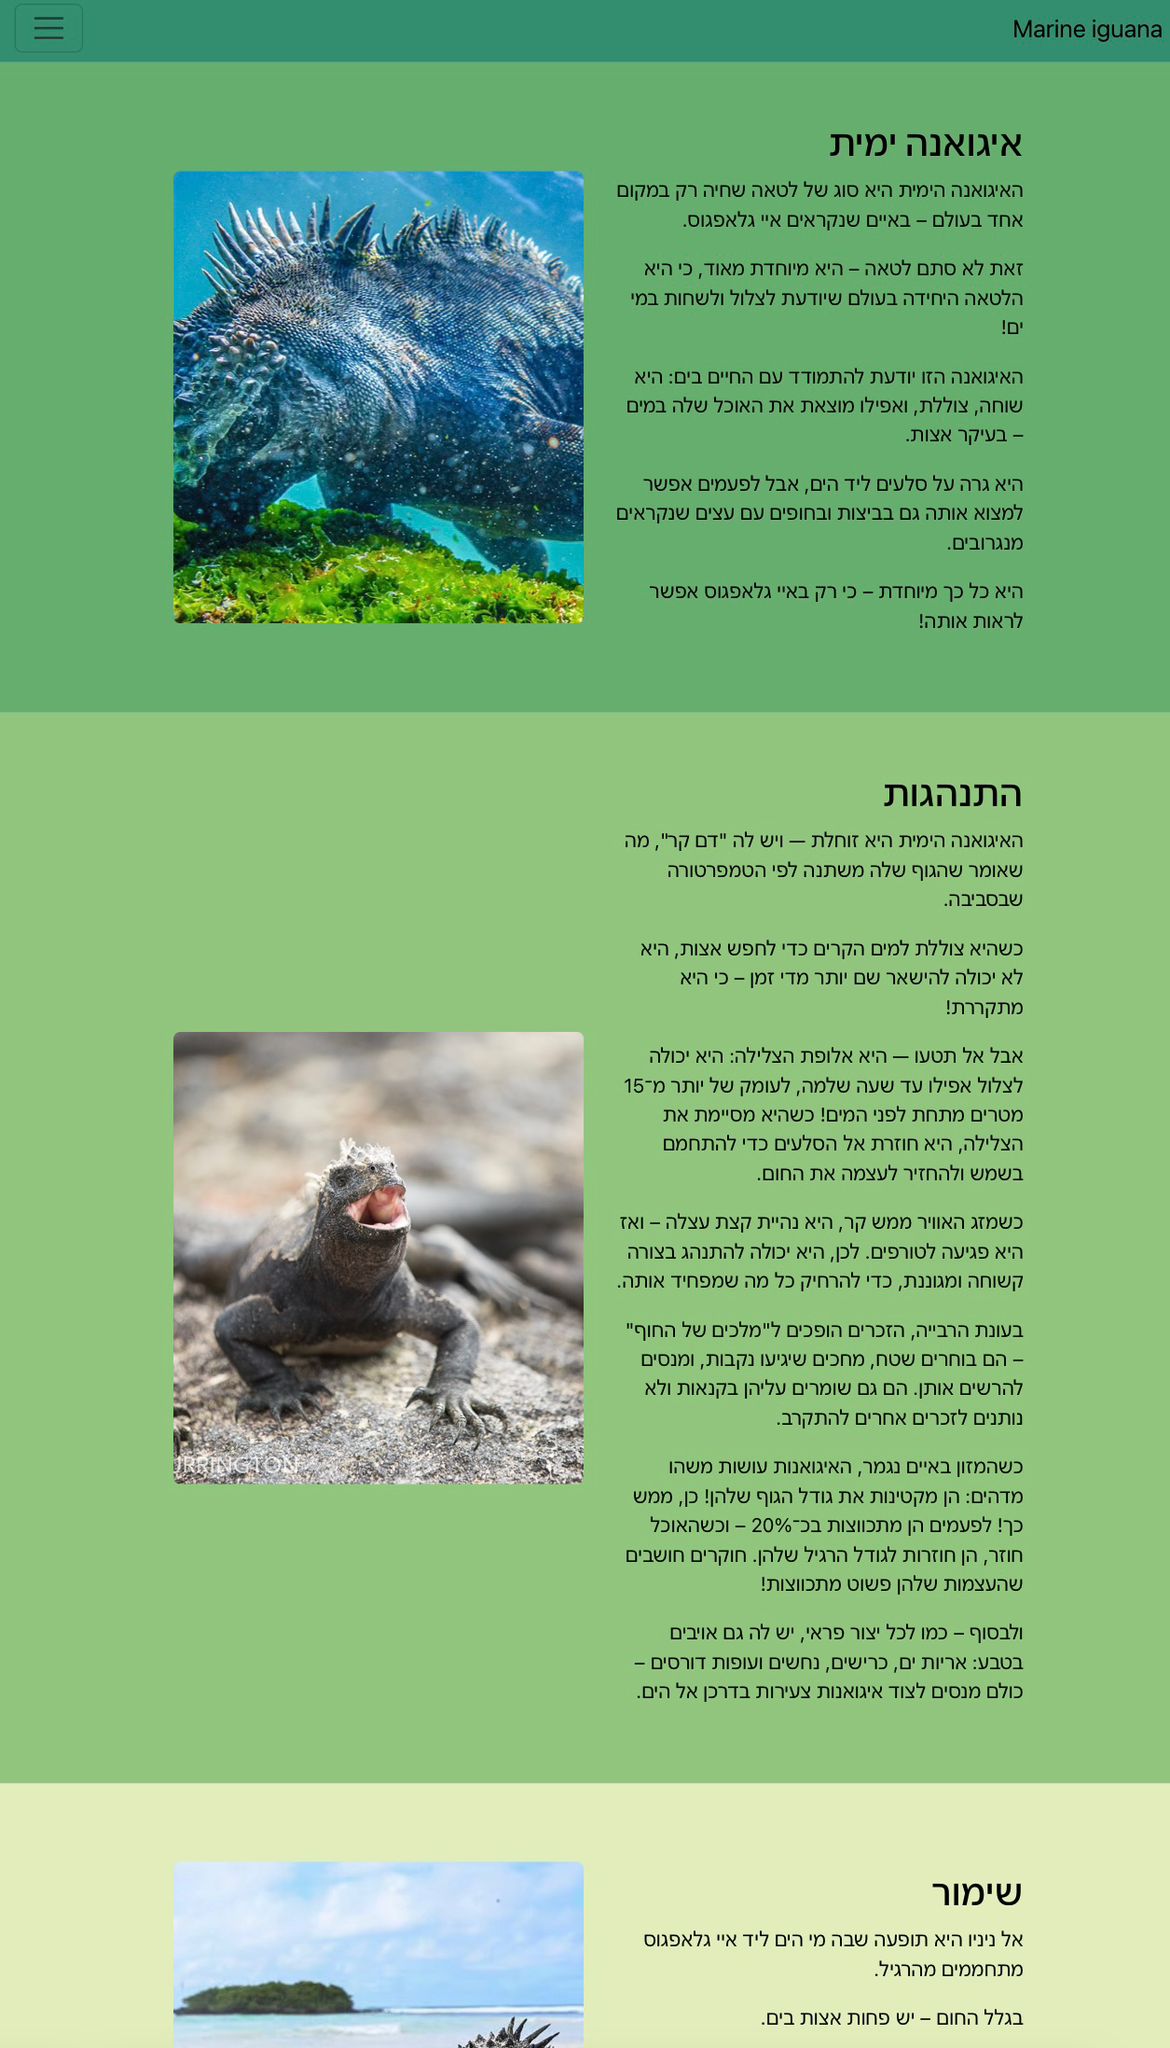 Marine iguana
איגואנה ימית
האיגואנה הימית היא סוג של לטאה שחיה רק במקום
אחד בעולם – באיים שנקראים איי גלאפגוס.
זאת לא סתם לטאה – היא מיוחדת מאוד, כי היא
הלטאה היחידה בעולם שיודעת לצלול ולשחות במי
ים!
האיגואנה הזו יודעת להתמודד עם החיים בים: היא
שוחה, צוללת, ואפילו מוצאת את האוכל שלה במים
– בעיקר אצות.
היא גרה על סלעים ליד הים, אבל לפעמים אפשר
למצוא אותה גם בביצות ובחופים עם עצים שנקראים
מנגרובים.
היא כל כך מיוחדת – כי רק באיי גלאפגוס אפשר
לראות אותה!
התנהגות
האיגואנה הימית היא זוחלת — ויש לה "דם קר", מה
שאומר שהגוף שלה משתנה לפי הטמפרטורה
שבסביבה.
כשהיא צוללת למים הקרים כדי לחפש אצות, היא
לא יכולה להישאר שם יותר מדי זמן – כי היא
מתקררת!
אבל אל תטעו — היא אלופת הצלילה: היא יכולה
לצלול אפילו עד שעה שלמה, לעומק של יותר מ־15
מטרים מתחת לפני המים! כשהיא מסיימת את
הצלילה, היא חוזרת אל הסלעים כדי להתחמם
בשמש ולהחזיר לעצמה את החום.
כשמזג האוויר ממש קר, היא נהיית קצת עצלה – ואז
היא פגיעה לטורפים. לכן, היא יכולה להתנהג בצורה
קשוחה ומגוננת, כדי להרחיק כל מה שמפחיד אותה.
בעונת הרבייה, הזכרים הופכים ל"מלכים של החוף"
– הם בוחרים שטח, מחכים שיגיעו נקבות, ומנסים
להרשים אותן. הם גם שומרים עליהן בקנאות ולא
נותנים לזכרים אחרים להתקרב.
כשהמזון באיים נגמר, האיגואנות עושות משהו
מדהים: הן מקטינות את גודל הגוף שלהן! כן, ממש
כך! לפעמים הן מתכווצות בכ־20% – וכשהאוכל
חוזר, הן חוזרות לגודל הרגיל שלהן. חוקרים חושבים
שהעצמות שלהן פשוט מתכווצות!
ולבסוף – כמו לכל יצור פראי, יש לה גם אויבים
בטבע: אריות ים, כרישים, נחשים ועופות דורסים –
כולם מנסים לצוד איגואנות צעירות בדרכן אל הים.
URRINGTON
שימור
אל ניניו היא תופעה שבה מי הים ליד איי גלאפגוס
מתחממים מהרגיל.
בגלל החום – יש פחות אצות בים.